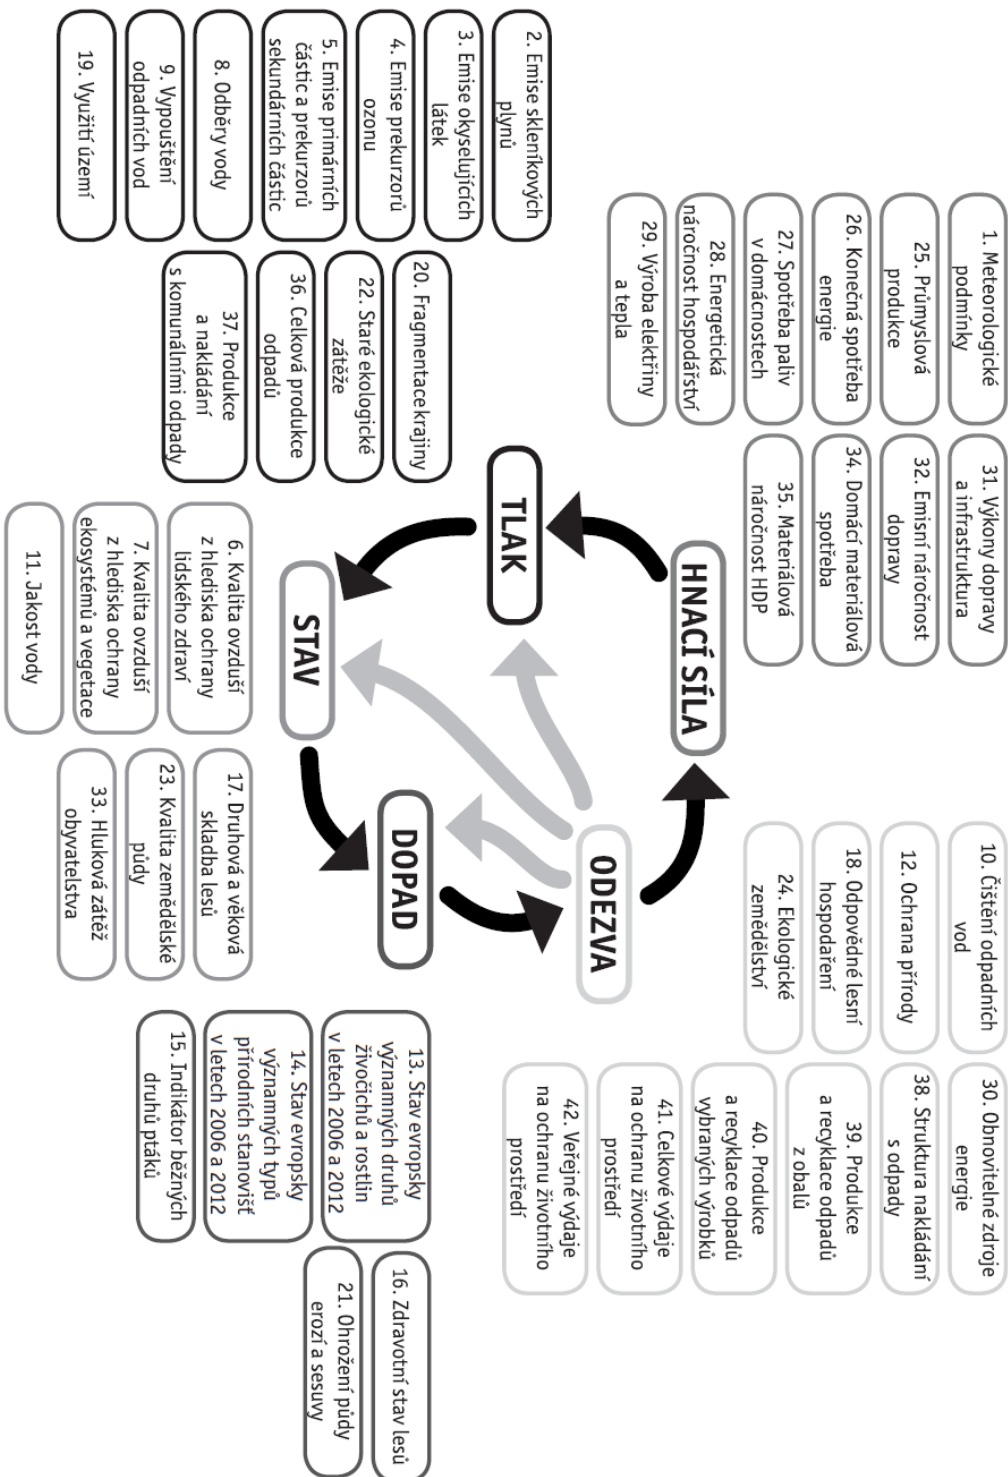 1. Meteorologické
podmínky
25. Průmyslová
produkce
26. Konečná spotřeba
energie
27. Spotřeba paliv
v domácnostech
28. Energetická
náročnost hospodářství
29. Výroba elektřiny
a tepla
31. Výkony dopravy
a infrastruktura
32. Emisní náročnost
dopravy
34. Domácí materiálová
spotřeba
35. Materiálová
náročnost HDP
10. Čištění odpadních
vod
12. Ochrana přírody
18. Odpovědné lesní
hospodaření
24. Ekologické
zemědělství
30. Obnovitelné zdroje
energie
38. Struktura nakládání
s odpady
39. Produkce
a recyklace odpadů
z obalů
40. Produkce
a recyklace odpadů
vybraných výrobků
41. Celkové výdaje
na ochranu životního
prostředí
42. Veřejné výdaje
na ochranu životního
prostředí
HNACÍ SÍLA
ODEZVA
TLAK
DOPAD
STAV
2. Emise skleníkových
plynů
3. Emise okyselujících
látek
4. Emise prekurzorů
ozonu
5. Emise primárních
částic a prekurzorů
sekundárních částic
8. Odběry vody
9. Vypouštění
odpadních vod
19. Využití území
20. Fragmentace krajiny
22. Staré ekologické
zátěže
36. Celková produkce
odpadů
37. Produkce
a nakládání
s komunálními odpady
6. Kvalita ovzduší
z hlediska ochrany
lidského zdraví
7. Kvalita ovzduší
z hlediska ochrany
ekosystémů a vegetace
11. Jakost vody
17. Druhová a věková
skladba lesů
23. Kvalita zemědělské
půdy
33. Hluková zátěž
obyvatelstva
13. Stav evropsky
významných druhů
živočichů a rostlin
v letech 2006 a 2012
14. Stav evropsky
významných typů
přírodních stanovišť
v letech 2006 a 2012
15. Indikátor běžných
druhů ptáků
16. Zdravotní stav lesů
21. Ohrožení půdy
erozí a sesuvy